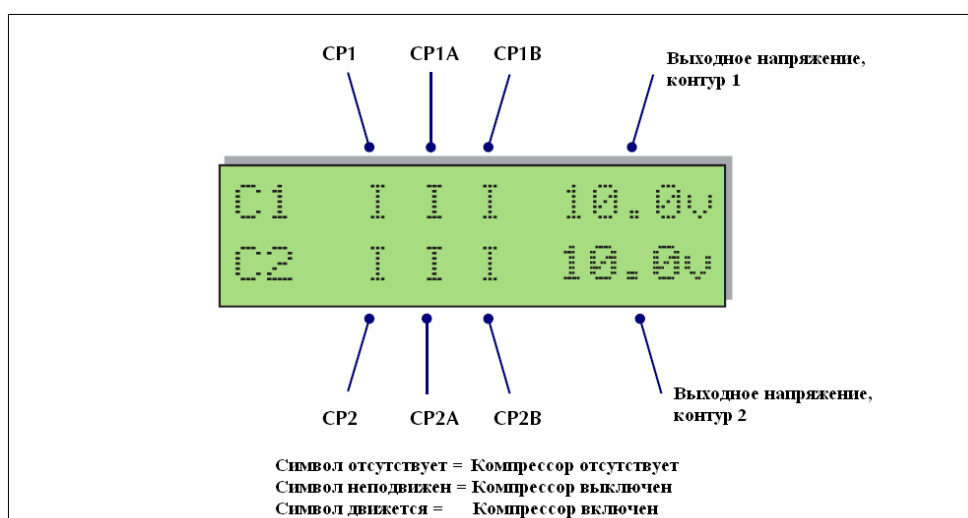 CP1 CP1A CP1B
Выходное напряжение,
контур 1
C1 I I I 10.0v
C2 I I I 10.0v
CP2 CP2A CP2B
Выходное напряжение,
контур 2
Символ отсутствует = Компрессор отсутствует
Символ неподвижен = Компрессор выключен
Символ движется = Компрессор включен